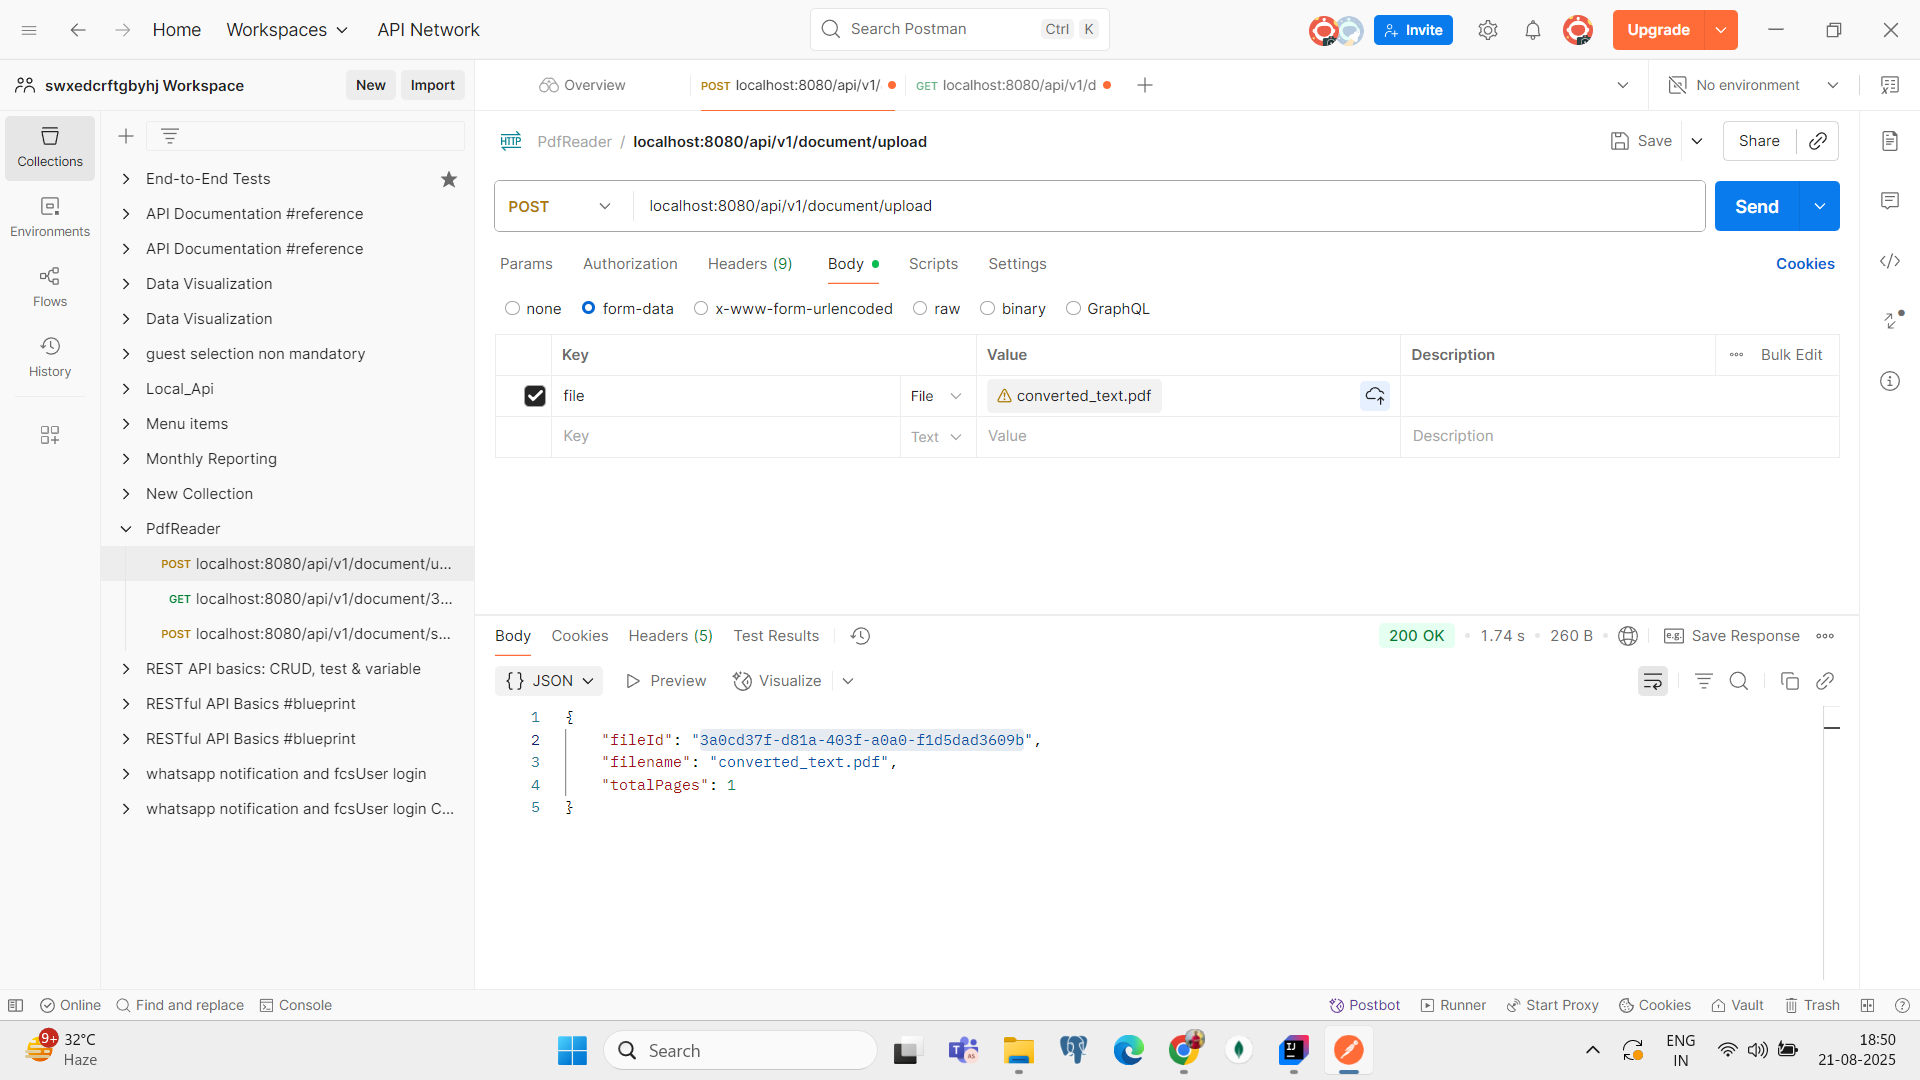 Home
Workspaces
API Network
Search Postman
Ctrl
K
Invite
Upgrade
swxedcrftgbyhj Workspace
New
Import
Overview
POST localhost:8080/api/v1/
GET localhost:8080/api/v1/d
No environment
Collections
Environments
Flows
History
End-to-End Tests
API Documentation #reference
API Documentation #reference
Data Visualization
Data Visualization
guest selection non mandatory
Local_Api
Menu items
Monthly Reporting
New Collection
PdfReader
POST localhost:8080/api/v1/document/u...
GET localhost:8080/api/v1/document/3...
POST localhost:8080/api/v1/document/s...
REST API basics: CRUD, test & variable
RESTful API Basics #blueprint
RESTful API Basics #blueprint
whatsapp notification and fcsUser login
whatsapp notification and fcsUser login C...
HTTP PdfReader / localhost:8080/api/v1/document/upload
Save
Share
POST
localhost:8080/api/v1/document/upload
Send
Params
Authorization
Headers (9)
Body
Scripts
Settings
Cookies
none
form-data
x-www-form-urlencoded
raw
binary
GraphQL
Key
Value
Description
Bulk Edit
file
File
converted_text.pdf
Key
Text
Value
Description
Body
Cookies
Headers (5)
Test Results
200 OK
1.74 s
260 B
e.g.
Save Response
{} JSON
Preview
Visualize
1 {
2 "fileId": "3a0cd37f-d81a-403f-a0a0-f1d5dad3609b",
3 "filename": "converted_text.pdf",
4 "totalPages": 1
5 }
Online
Find and replace
Console
Postbot
Runner
Start Proxy
Cookies
Vault
Trash
9+
32°C
Haze
Search
ENG
IN
18:50
21-08-2025